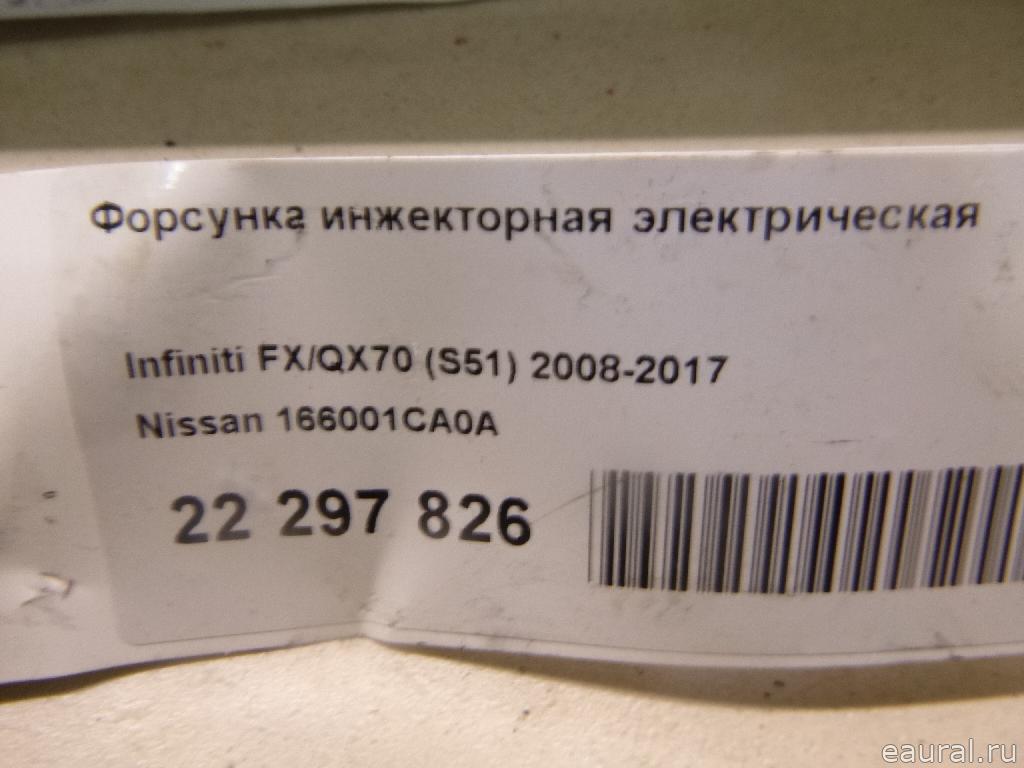 Форсунка инжекторная электрическая
Infiniti FX/QX70 (S51) 2008-2017
Nissan 166001CA0A
22 297 826
eaural.ru